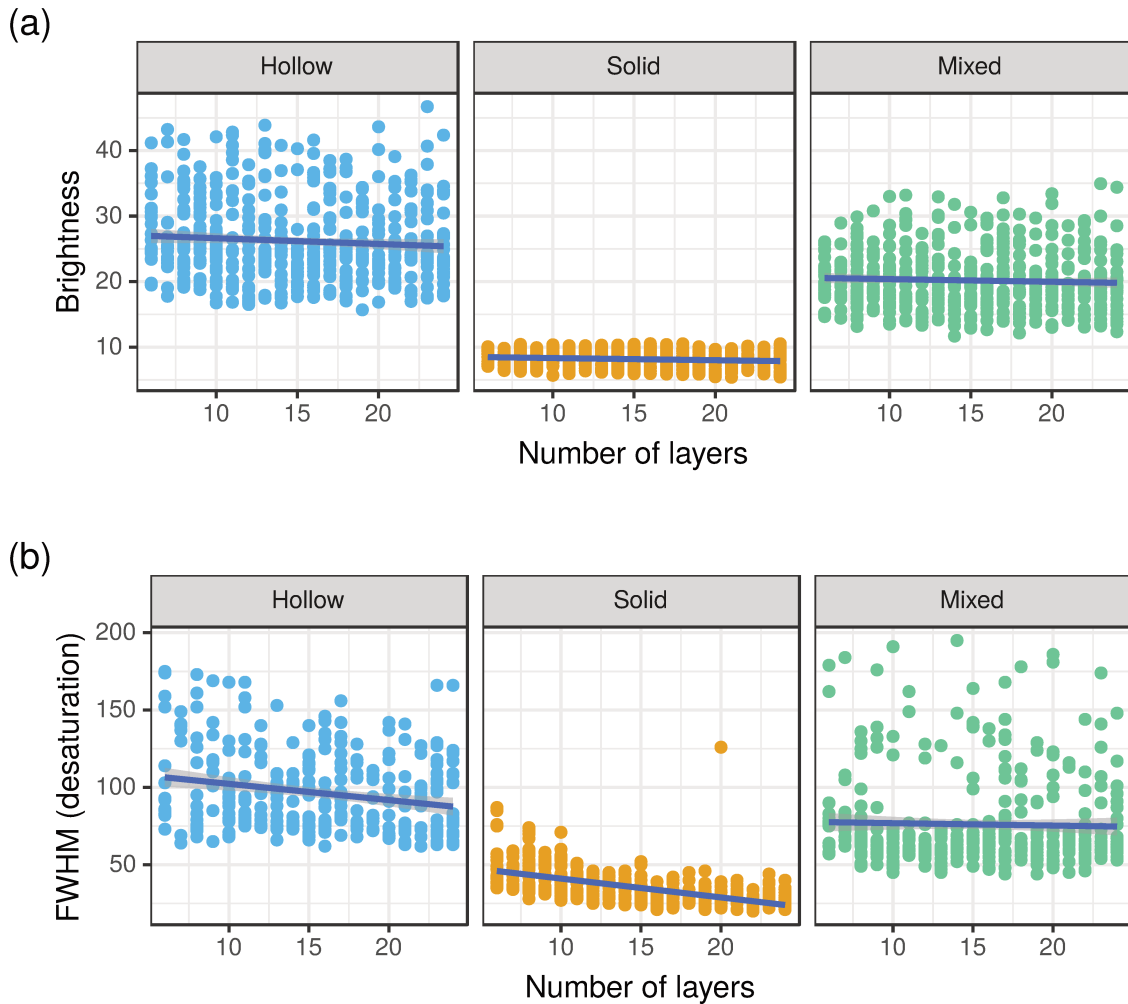 (a)
Hollow Solid Mixed
Brightness
40
30
20
10
10 15 20 10 15 20 10 15 20
Number of layers
(b)
Hollow Solid Mixed
FWHM (desaturation)
200
150
100
50
10 15 20 10 15 20 10 15 20
Number of layers